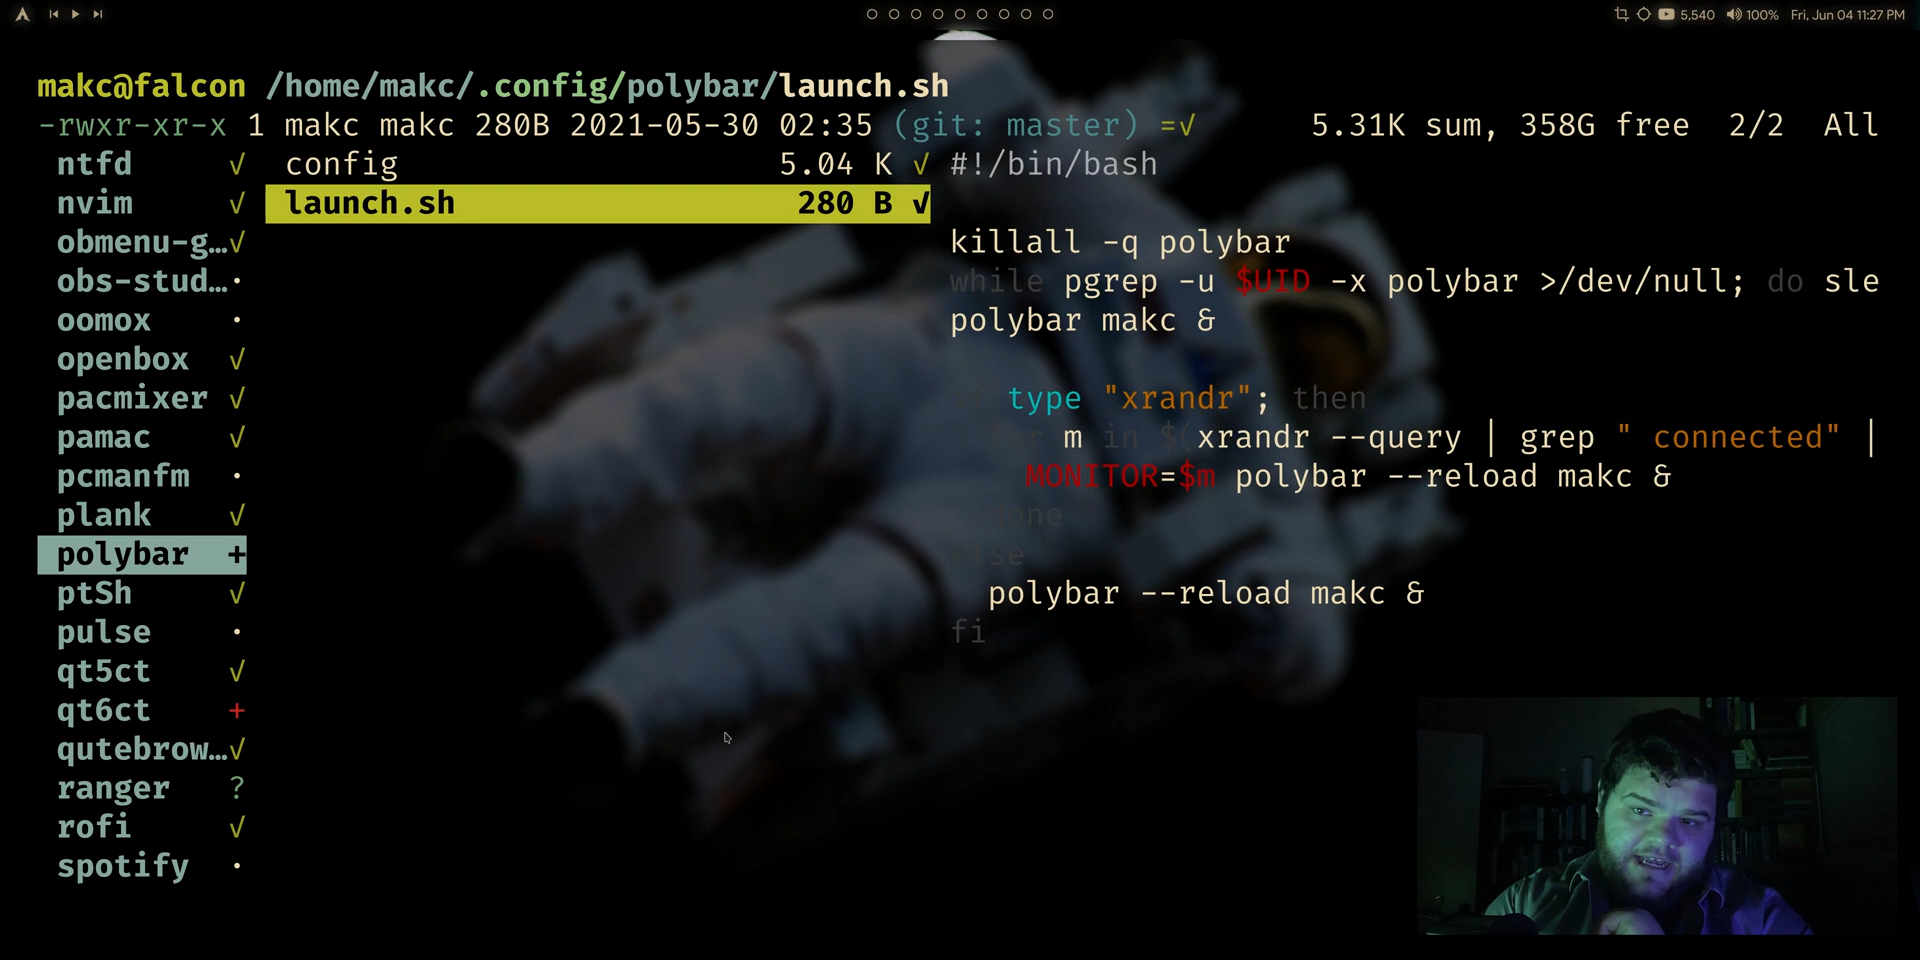 5,540 100% Fri, Jun 04 11:27 PM
makc@falcon /home/makc/.config/polybar/launch.sh
-rwxr-xr-x 1 makc makc 280B 2021-05-30 02:35 (git: master) =√ 5.31K sum, 358G free 2/2 All
ntfd √
nvim √
obmenu-g…√
obs-stud…·
oomox ·
openbox √
pacmixer √
pamac √
pcmanfm ·
plank √
polybar +
ptSh √
pulse ·
qt5ct √
qt6ct +
qutebrow…√
ranger ?
rofi √
spotify ·
config 5.04 K √
launch.sh 280 B √
#!/bin/bash
killall -q polybar
while pgrep -u $UID -x polybar >/dev/null; do sle
polybar makc &
type "xrandr"; then
m in $(xrandr --query | grep " connected" |
MONITOR=$m polybar --reload makc &
else
polybar --reload makc &
fi